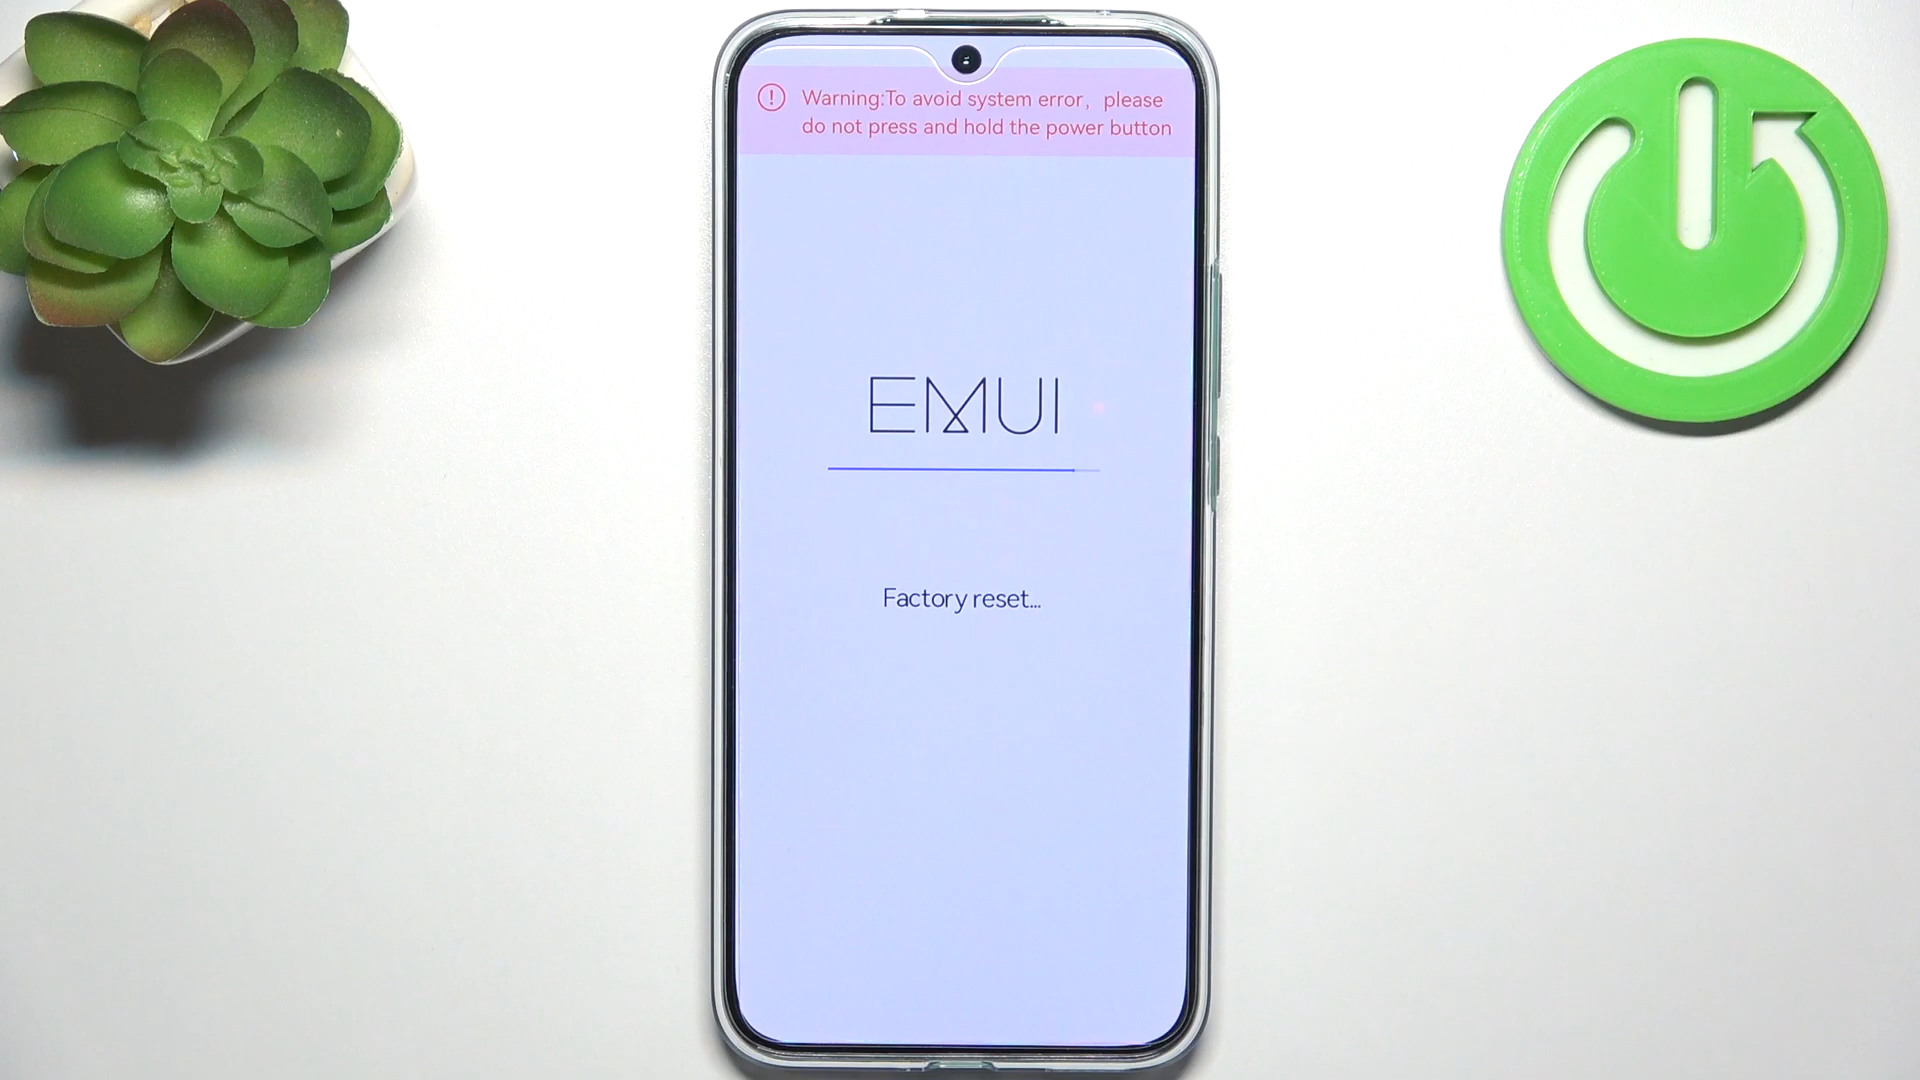 Warning:To avoid system error, please
do not press and hold the power button
EMUI
Factory reset...